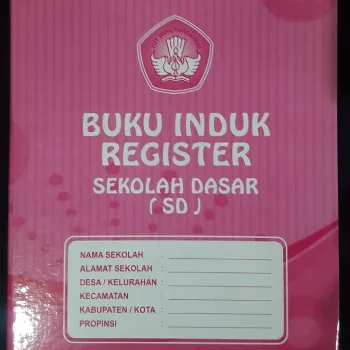 BUKU INDUK
REGISTER
SEKOLAH DASAR
( SD )
NAMA SEKOLAH :
ALAMAT SEKOLAH :
DESA / KELURAHAN :
KECAMATAN :
KABUPATEN / KOTA :
PROPINSI :